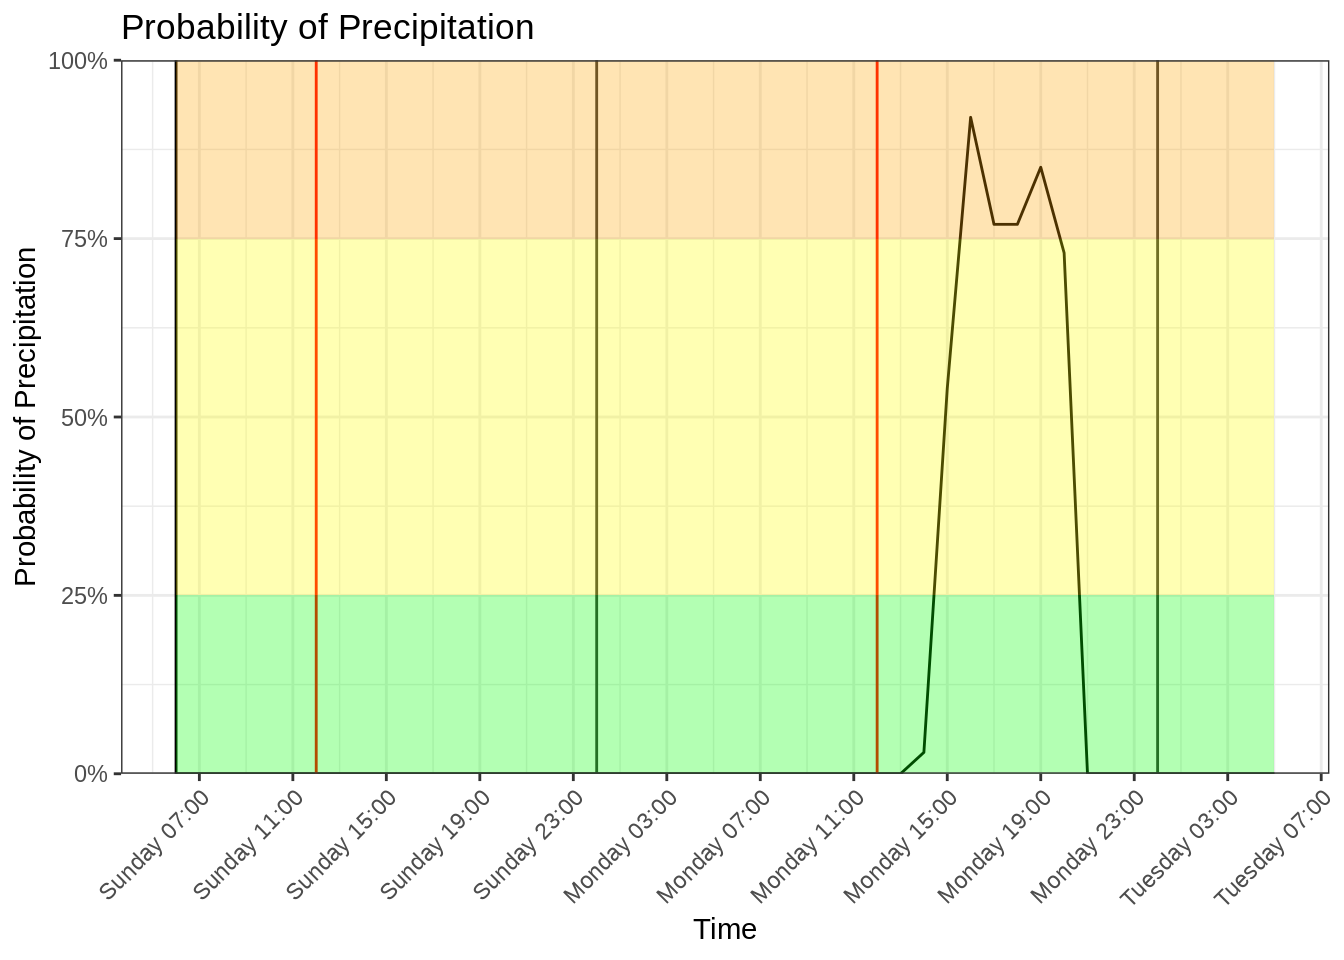 Probability of Precipitation
Probability of Precipitation
100%
75%
50%
25%
0%
Sunday 07:00
Sunday 11:00
Sunday 15:00
Sunday 19:00
Sunday 23:00
Monday 03:00
Monday 07:00
Monday 11:00
Monday 15:00
Monday 19:00
Monday 23:00
Tuesday 03:00
Tuesday 07:00
Time